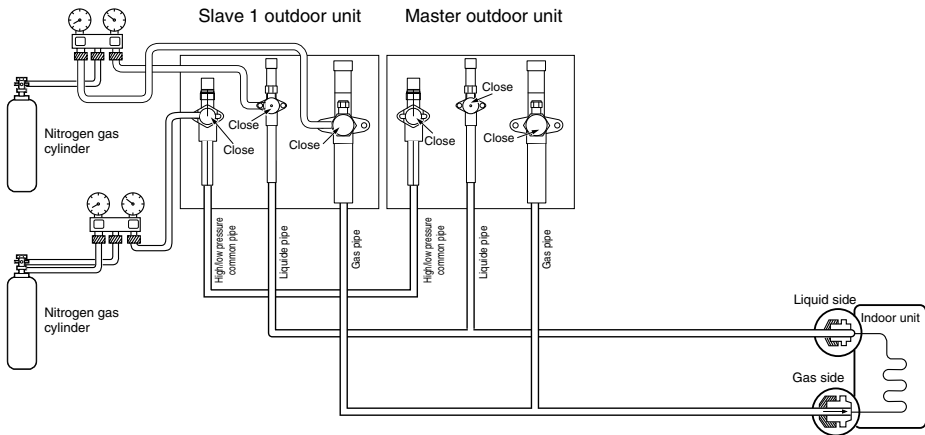 Slave 1 outdoor unit
Master outdoor unit
Nitrogen gas
cylinder
Close
Close
Close
Close
Close
Close
Nitrogen gas
cylinder
High/low pressure
common pipe
Liquide pipe
Gas pipe
High/low pressure
common pipe
Liquide pipe
Gas pipe
Liquid side
Indoor unit
Gas side